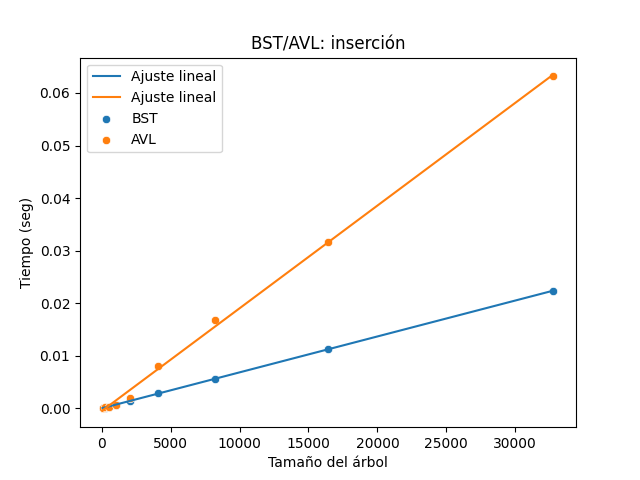 BST/AVL: inserción
Ajuste lineal
Ajuste lineal
BST
AVL
Tiempo (seg)
0.06
0.05
0.04
0.03
0.02
0.01
0.00
0 5000 10000 15000 20000 25000 30000
Tamaño del árbol